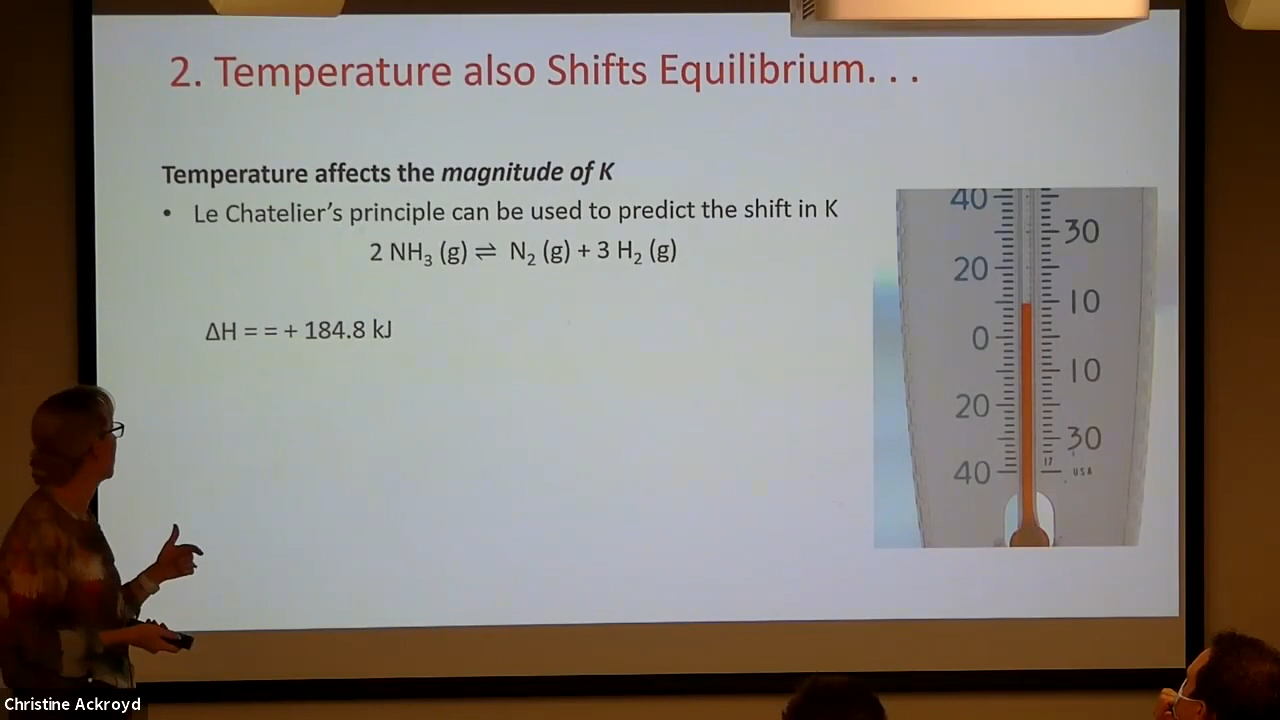 2. Temperature also Shifts Equilibrium. . .
Temperature affects the magnitude of K
• Le Chatelier’s principle can be used to predict the shift in K
2 NH₃ (g) ⇌ N₂ (g) + 3 H₂ (g)
ΔH = = + 184.8 kJ
40
30
20
10
0
10
20
30
40
17
USA
Christine Ackroyd